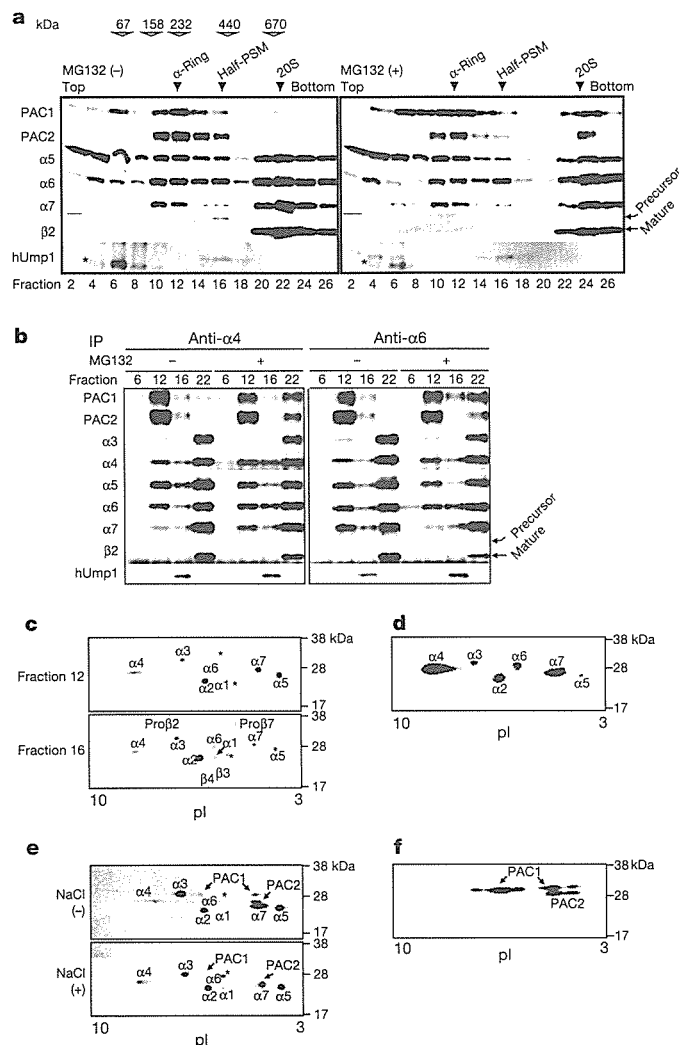 a
kDa 67 158 232 440 670
MG132 (–) α-Ring Half-PSM 20S
Top Bottom
MG132 (+) α-Ring Half-PSM 20S
Top Bottom
PAC1
PAC2
α5
α6
α7
β2
hUmp1
*
*
Precursor
Mature
Fraction 2 4 6 8 10 12 14 16 18 20 22 24 26 2 4 6 8 10 12 14 16 18 20 22 24 26
b
IP Anti-α4 Anti-α6
MG132 – + – +
Fraction 6 12 16 22 6 12 16 22 6 12 16 22 6 12 16 22
PAC1
PAC2
α3
α4
α5
α6
α7
β2
hUmp1
Precursor
Mature
c
38 kDa
28
17
Fraction 12
α4 α3 * α6 α7
α2 α1 * α5
Fraction 16
38
28
17
Proβ2 Proβ7
α4 α3 α6 α1 α7
α2 * α5
β4 β3
10 3
pI
d
38 kDa
28
17
α4 α3 α6 α7
α2 α5
10 3
pI
e
38 kDa
28
17
NaCl
(–)
PAC1
α4 α3 * PAC2
α6
α2 α1 α7 α5
NaCl
(+)
38
28
17
PAC1 PAC2
α4 α3 α6 *
α2 α1 α7 α5
10 3
pI
f
38 kDa
28
17
PAC1
PAC2
10 3
pI